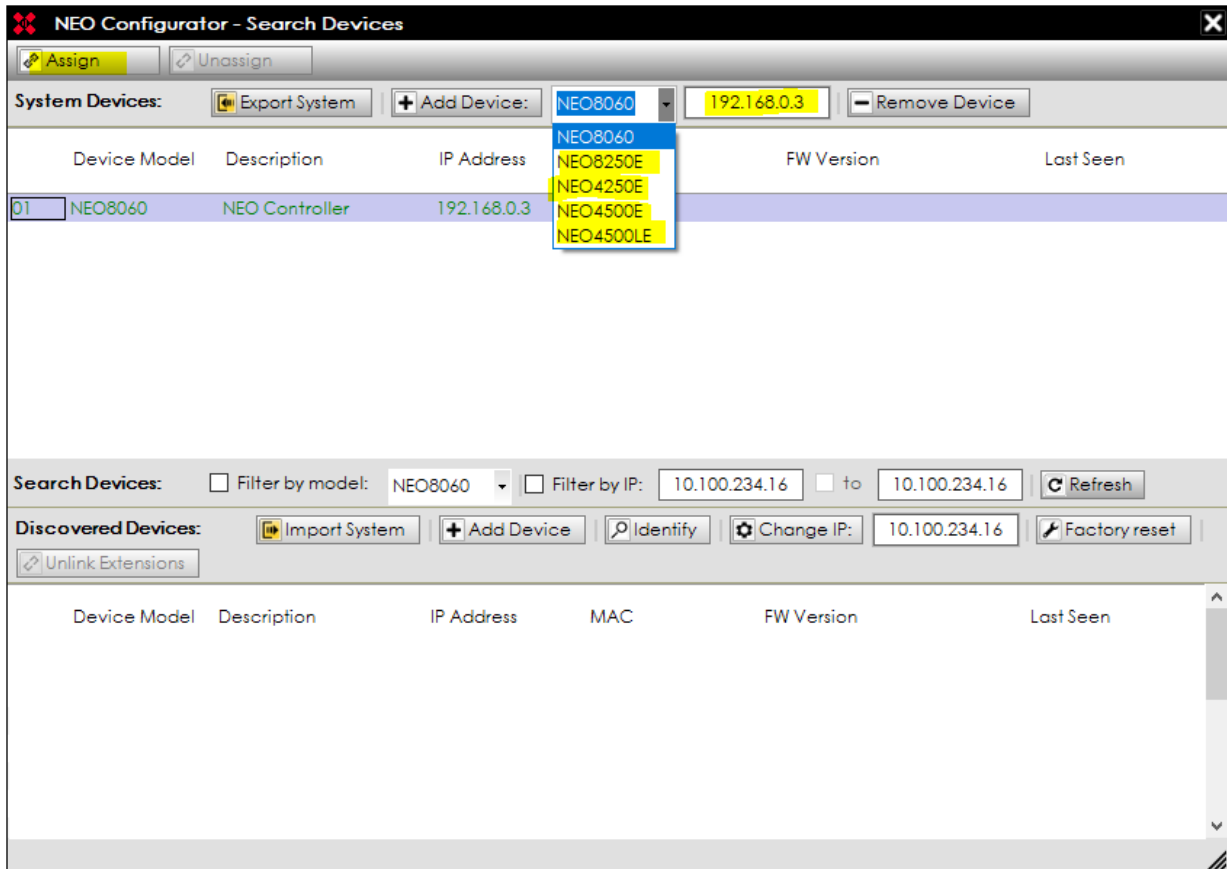 NEO Configurator - Search Devices
Assign Unassign
System Devices: Export System Add Device: NEO8060 192.168.0.3 Remove Device
NEO8060
Device Model Description IP Address FW Version Last Seen
NEO8250E
NEO4250E
01 NEO8060 NEO Controller 192.168.0.3 NEO4500E
NEO4500LE
Search Devices: Filter by model: NEO8060 Filter by IP: 10.100.234.16 to 10.100.234.16 Refresh
Discovered Devices: Import System Add Device Identify Change IP: 10.100.234.16 Factory reset
Unlink Extensions
Device Model Description IP Address MAC FW Version Last Seen